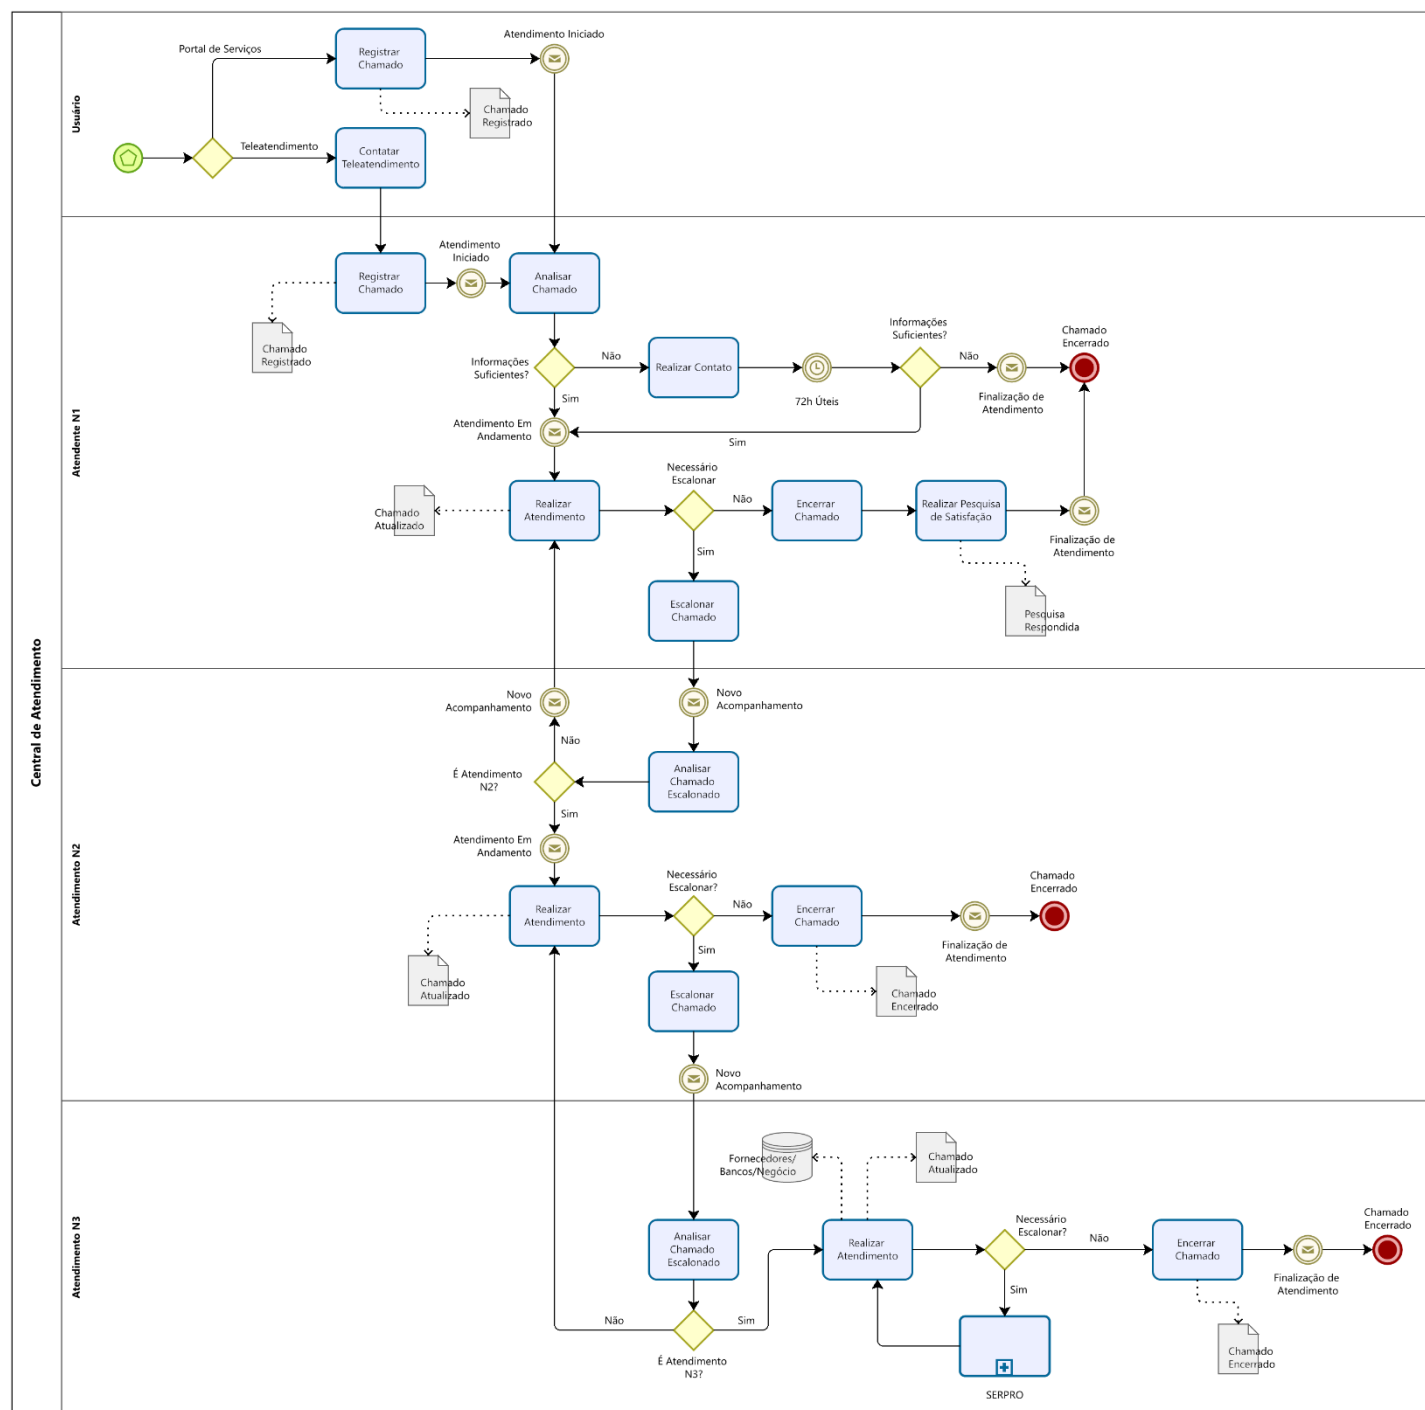 Central de Atendimento
Usuário
Portal de Serviços
Registrar
Chamado
Atendimento Iniciado
Chamado
Registrado
Teleatendimento
Contatar
Teleatendimento
Atendente N1
Registrar
Chamado
Atendimento
Iniciado
Analisar
Chamado
Chamado
Registrado
Informações
Suficientes?
Não
Sim
Realizar Contato
72h Úteis
Informações
Suficientes?
Não
Sim
Finalização de
Atendimento
Chamado
Encerrado
Atendimento Em
Andamento
Chamado
Atualizado
Realizar
Atendimento
Necessário
Escalonar
Não
Sim
Encerrar
Chamado
Realizar Pesquisa
de Satisfação
Finalização de
Atendimento
Pesquisa
Respondida
Escalonar
Chamado
Atendimento N2
Novo
Acompanhamento
Novo
Acompanhamento
Não
É Atendimento
N2?
Analisar
Chamado
Escalonado
Sim
Atendimento Em
Andamento
Realizar
Atendimento
Necessário
Escalonar?
Não
Sim
Encerrar
Chamado
Finalização de
Atendimento
Chamado
Encerrado
Chamado
Atualizado
Escalonar
Chamado
Chamado
Encerrado
Novo
Acompanhamento
Atendimento N3
Fornecedores/
Bancos/Negócio
Chamado
Atualizado
Analisar
Chamado
Escalonado
Realizar
Atendimento
Necessário
Escalonar?
Não
Sim
Encerrar
Chamado
Finalização de
Atendimento
Chamado
Encerrado
Não
Sim
É Atendimento
N3?
SERPRO
Chamado
Encerrado